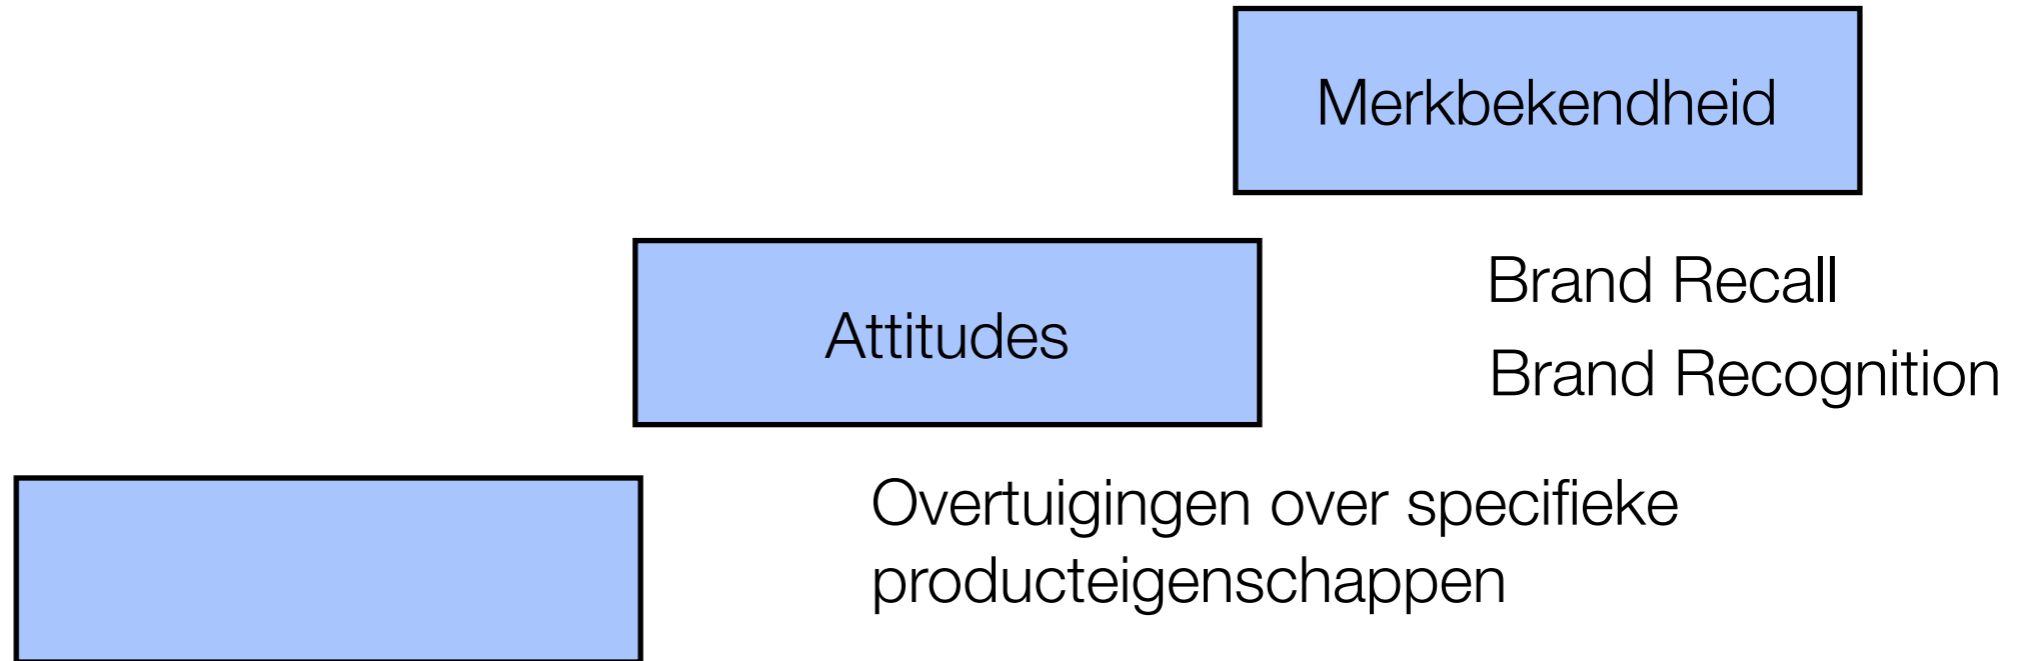 Merkbekendheid
Brand Recall
Brand Recognition
Attitudes
Overtuigingen over specifieke
producteigenschappen